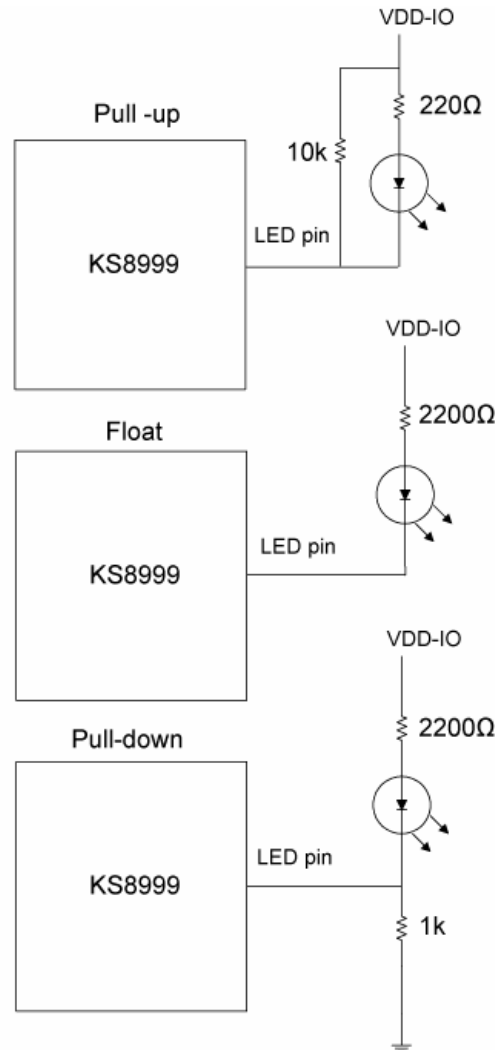 VDD-IO
Pull -up
220Ω
10k
LED pin
KS8999
VDD-IO
Float
2200Ω
LED pin
KS8999
VDD-IO
Pull-down
2200Ω
LED pin
KS8999
1k